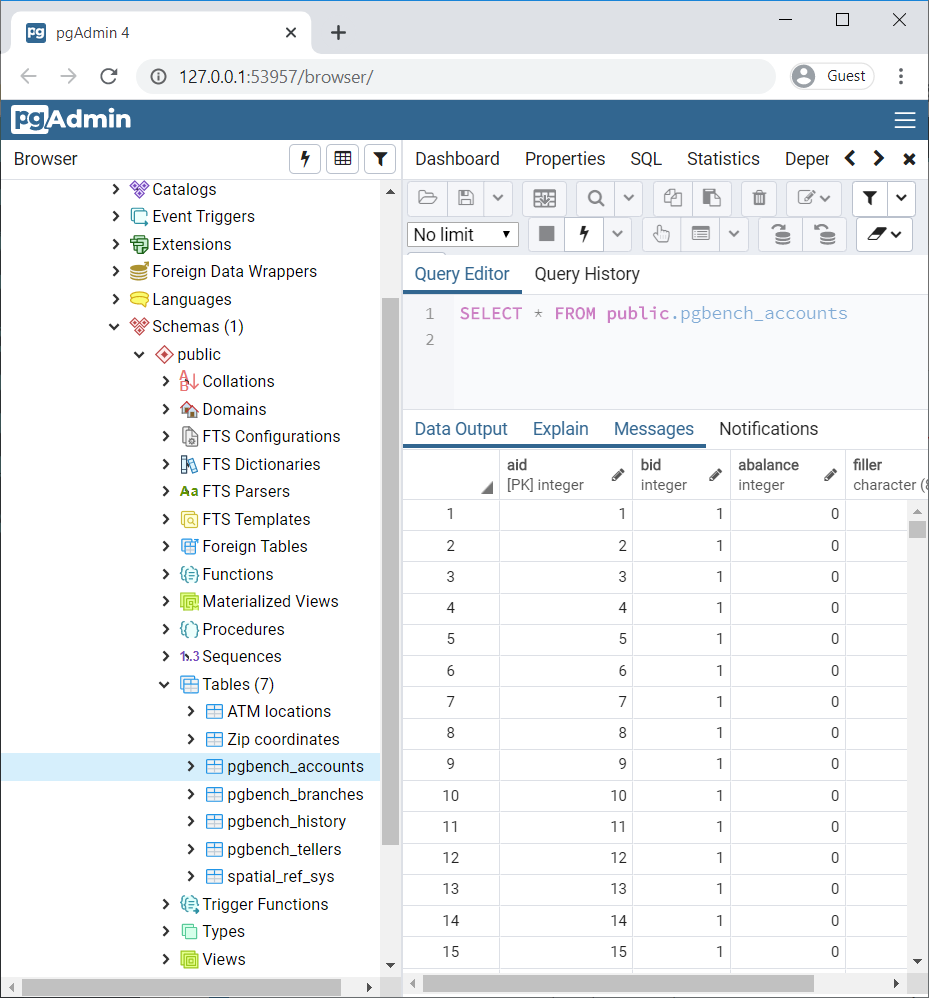 pgAdmin 4
127.0.0.1:53957/browser/
Guest
pgAdmin
Browser
Dashboard Properties SQL Statistics Deper
Catalogs
Event Triggers
Extensions
Foreign Data Wrappers
Languages
Schemas (1)
public
Collations
Domains
FTS Configurations
FTS Dictionaries
Aa FTS Parsers
FTS Templates
Foreign Tables
Functions
Materialized Views
Procedures
1..3 Sequences
Tables (7)
ATM locations
Zip coordinates
pgbench_accounts
pgbench_branches
pgbench_history
pgbench_tellers
spatial_ref_sys
Trigger Functions
Types
Views
No limit
Query Editor Query History
1 SELECT * FROM public.pgbench_accounts
2
Data Output Explain Messages Notifications
aid bid abalance filler
[PK] integer integer integer character (8
1 1 1 0
2 2 1 0
3 3 1 0
4 4 1 0
5 5 1 0
6 6 1 0
7 7 1 0
8 8 1 0
9 9 1 0
10 10 1 0
11 11 1 0
12 12 1 0
13 13 1 0
14 14 1 0
15 15 1 0